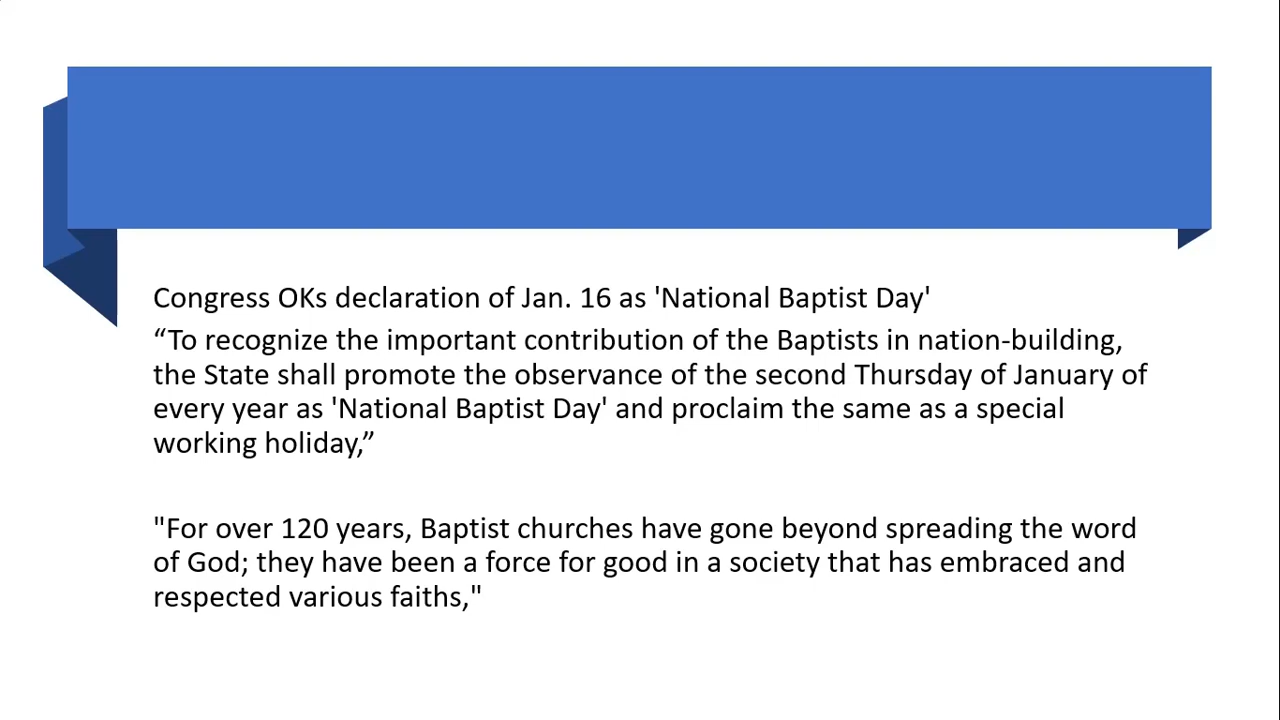 Congress OKs declaration of Jan. 16 as 'National Baptist Day'
“To recognize the important contribution of the Baptists in nation-building,
the State shall promote the observance of the second Thursday of January of
every year as 'National Baptist Day' and proclaim the same as a special
working holiday,”
"For over 120 years, Baptist churches have gone beyond spreading the word
of God; they have been a force for good in a society that has embraced and
respected various faiths,"